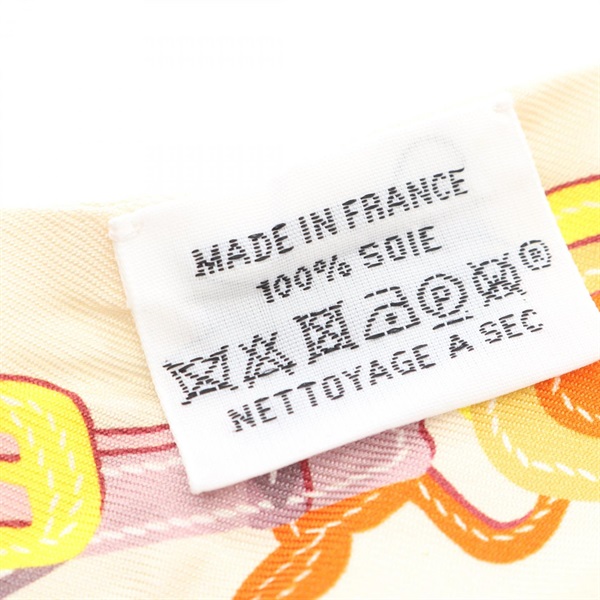 MADE IN FRANCE
100% SOIE
P ®
NETTOYAGE A SEC